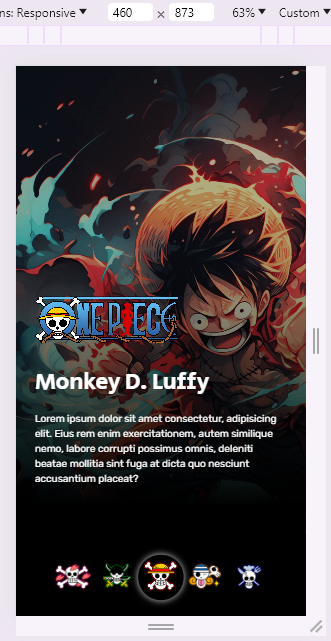 ns: Responsive 460 × 873 63% Custom
ONE PIECE
Monkey D. Luffy
Lorem ipsum dolor sit amet consectetur, adipisicing
elit. Eius rem enim exercitationem, autem similique
nemo, labore corrupti possimus omnis, deleniti
beatae mollitia sint fuga at dicta quo nesciunt
accusantium placeat?